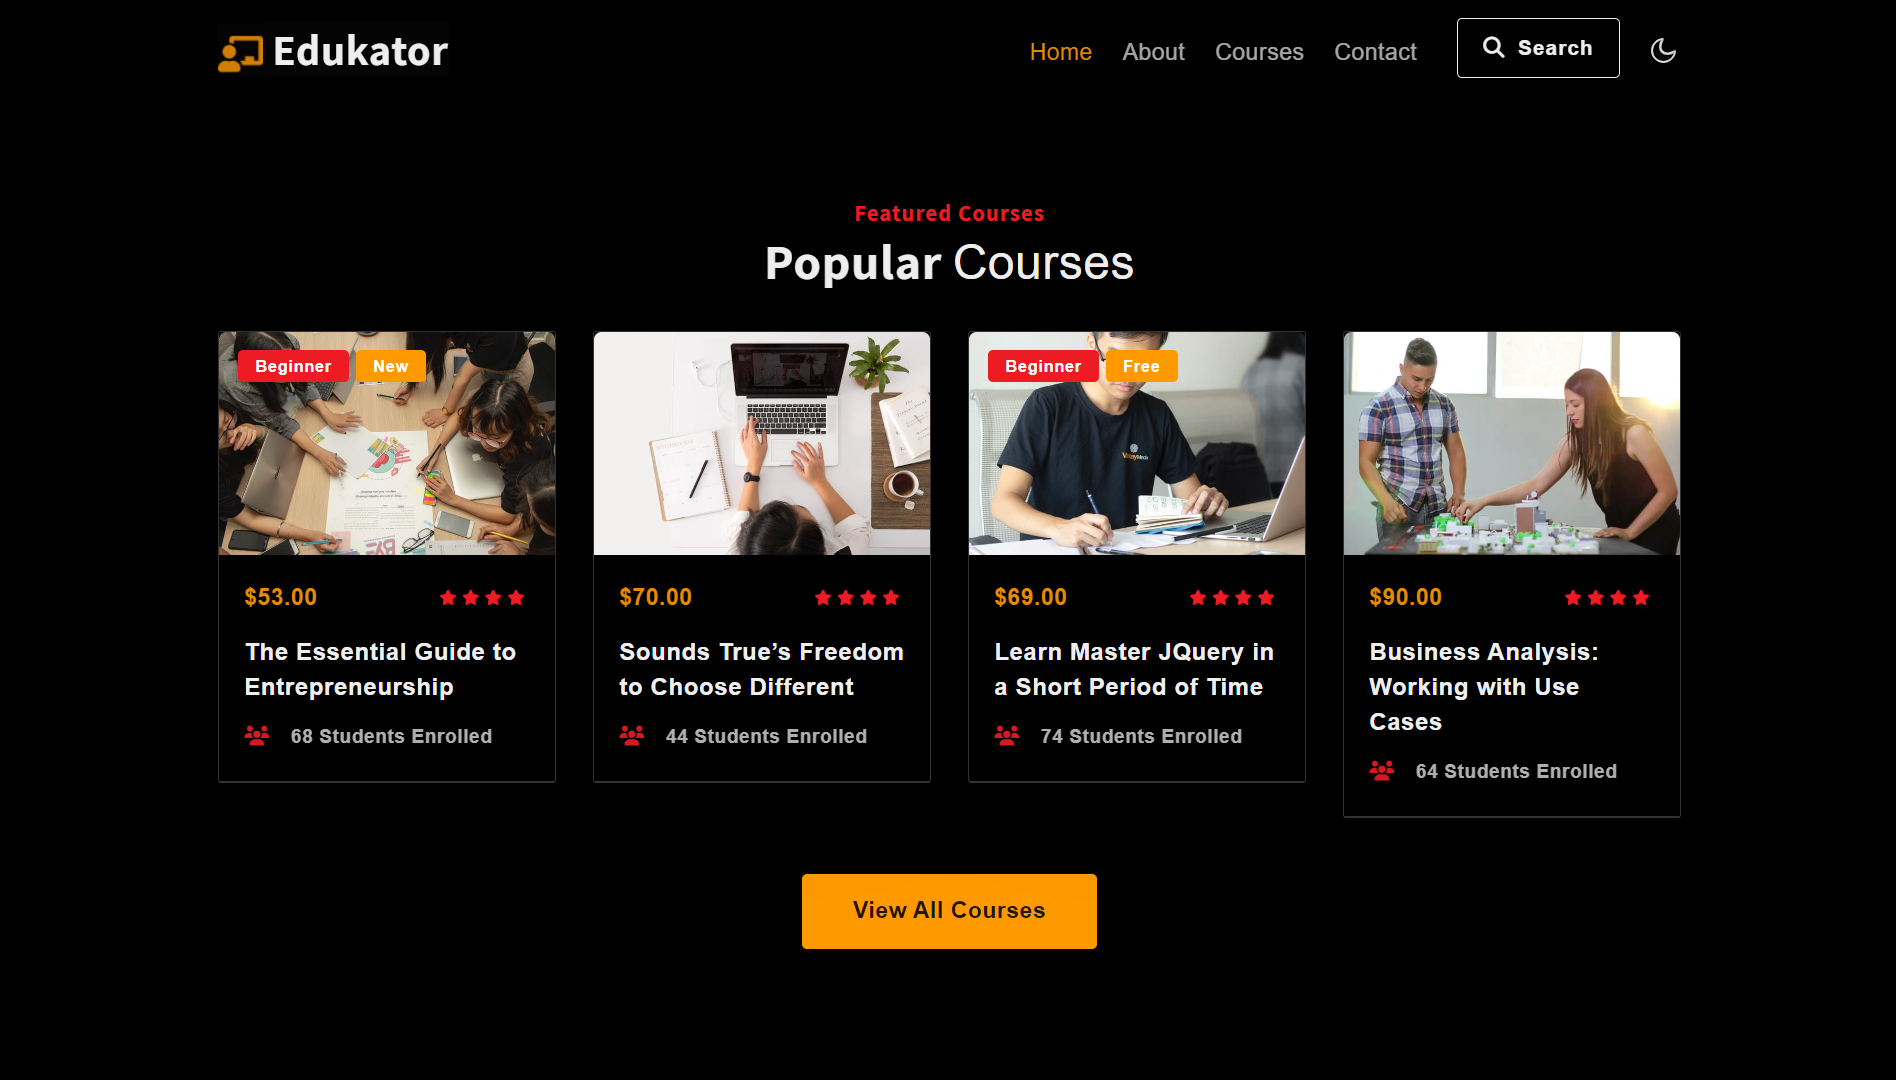 Edukator
Home
About
Courses
Contact
Search
Featured Courses
Popular Courses
Beginner
New
Beginner
Free
$53.00
The Essential Guide to
Entrepreneurship
68 Students Enrolled
$70.00
Sounds True’s Freedom
to Choose Different
44 Students Enrolled
$69.00
Learn Master JQuery in
a Short Period of Time
74 Students Enrolled
$90.00
Business Analysis:
Working with Use
Cases
64 Students Enrolled
View All Courses